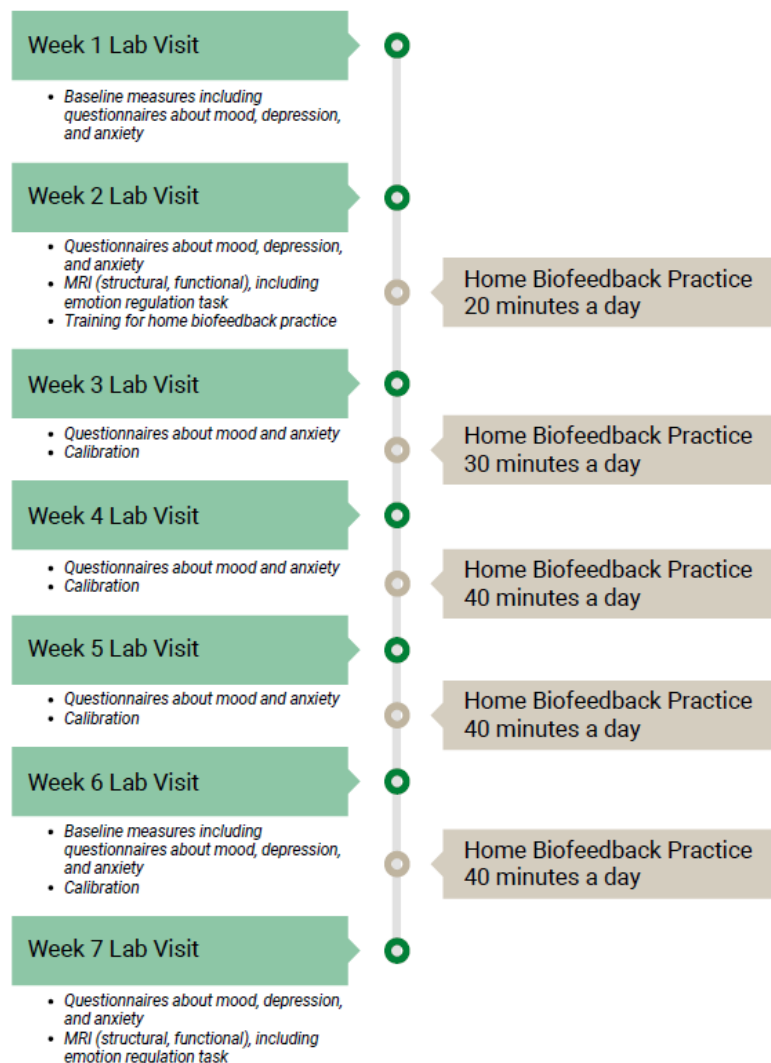 Week 1 Lab Visit
• Baseline measures including
questionnaires about mood, depression,
and anxiety
Week 2 Lab Visit
• Questionnaires about mood, depression,
and anxiety
• MRI (structural, functional), including
emotion regulation task
• Training for home biofeedback practice
Home Biofeedback Practice
20 minutes a day
Week 3 Lab Visit
• Questionnaires about mood and anxiety
• Calibration
Home Biofeedback Practice
30 minutes a day
Week 4 Lab Visit
• Questionnaires about mood and anxiety
• Calibration
Home Biofeedback Practice
40 minutes a day
Week 5 Lab Visit
• Questionnaires about mood and anxiety
• Calibration
Home Biofeedback Practice
40 minutes a day
Week 6 Lab Visit
• Baseline measures including
questionnaires about mood, depression,
and anxiety
• Calibration
Home Biofeedback Practice
40 minutes a day
Week 7 Lab Visit
• Questionnaires about mood, depression,
and anxiety
• MRI (structural, functional), including
emotion regulation task